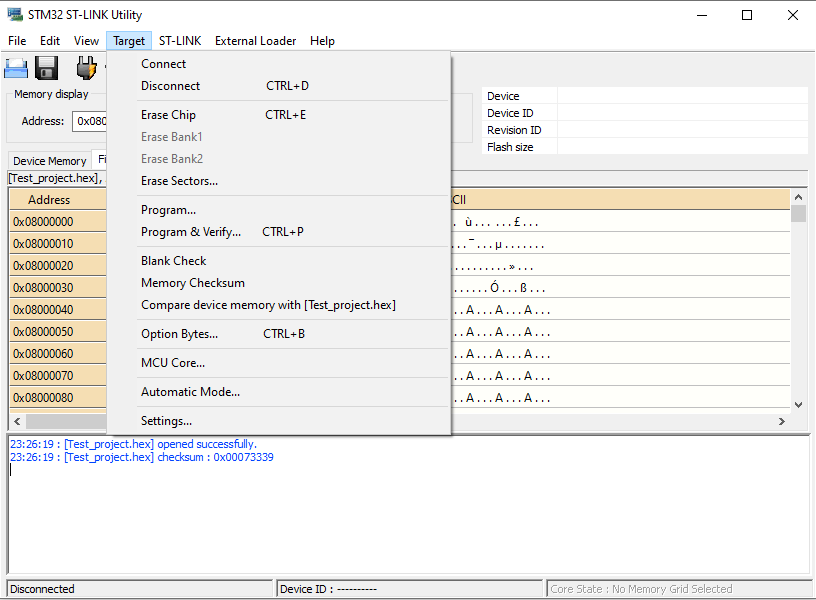 STM32 ST-LINK Utility
File Edit View Target ST-LINK External Loader Help
Connect
Disconnect CTRL+D
Erase Chip CTRL+E
Erase Bank1
Erase Bank2
Erase Sectors...
Program...
Program & Verify... CTRL+P
Blank Check
Memory Checksum
Compare device memory with [Test_project.hex]
Option Bytes... CTRL+B
MCU Core...
Automatic Mode...
Settings...
Memory display
Address: 0x080
Device
Device ID
Revision ID
Flash size
Device Memory Fi
[Test_project.hex],
Address CII
0x08000000 . ù... ...£...
0x08000010 ...¯...µ.......
0x08000020 .........»...
0x08000030 ......Ó...ß...
0x08000040 ..A...A...A...
0x08000050 ..A...A...A...
0x08000060 ..A...A...A...
0x08000070 ..A...A...A...
0x08000080 ..A...A...A...
23:26:19 : [Test_project.hex] opened successfully.
23:26:19 : [Test_project.hex] checksum : 0x00073339
Disconnected Device ID : ---------- Core State : No Memory Grid Selected